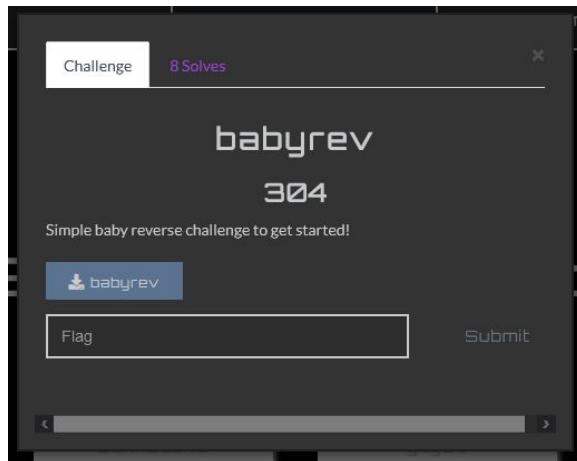 Challenge 8 Solves ×
babyrev
304
Simple baby reverse challenge to get started!
babyrev
Flag Submit